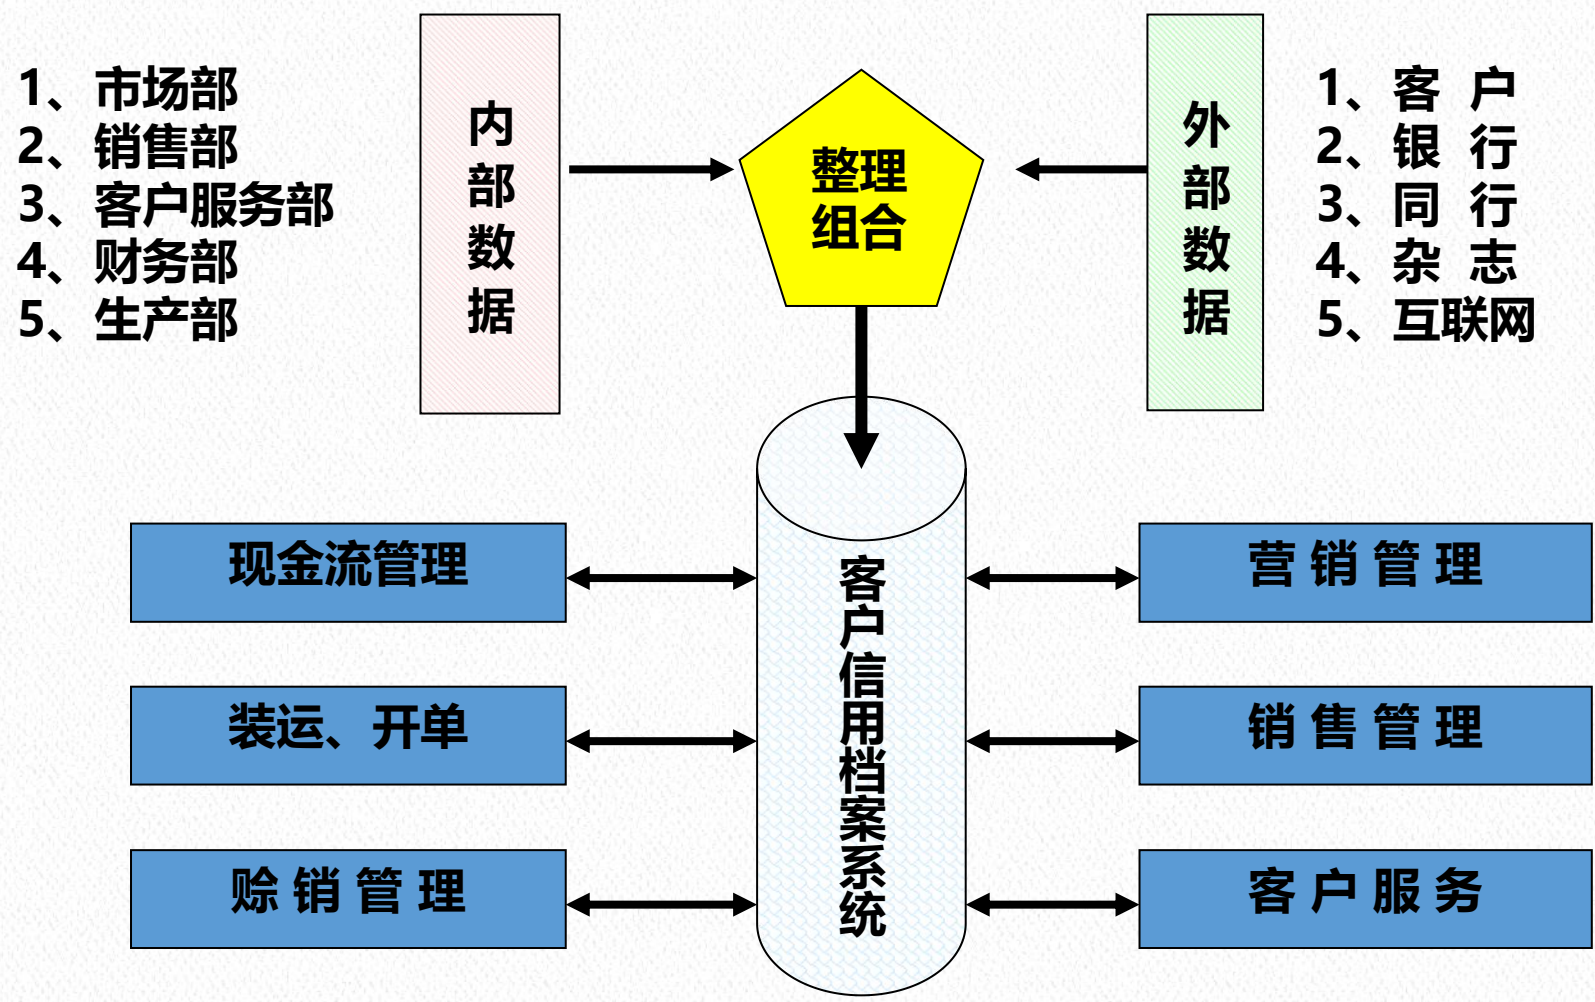 1、市场部
2、销售部
3、客户服务部
4、财务部
5、生产部
内部数据
整理
组合
外部数据
1、客 户
2、银 行
3、同 行
4、杂 志
5、互联网
现金流管理
装运、开单
赊 销 管 理
客户信用档案系统
营 销 管 理
销 售 管 理
客 户 服 务